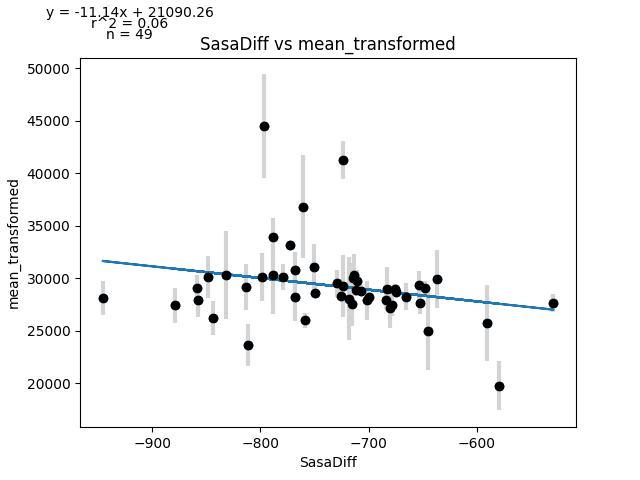 y = -11.14x + 21090.26
r^2 = 0.06
n = 49
SasaDiff vs mean_transformed
50000
45000
40000
35000
30000
25000
20000
mean_transformed
−900
−800
−700
−600
SasaDiff